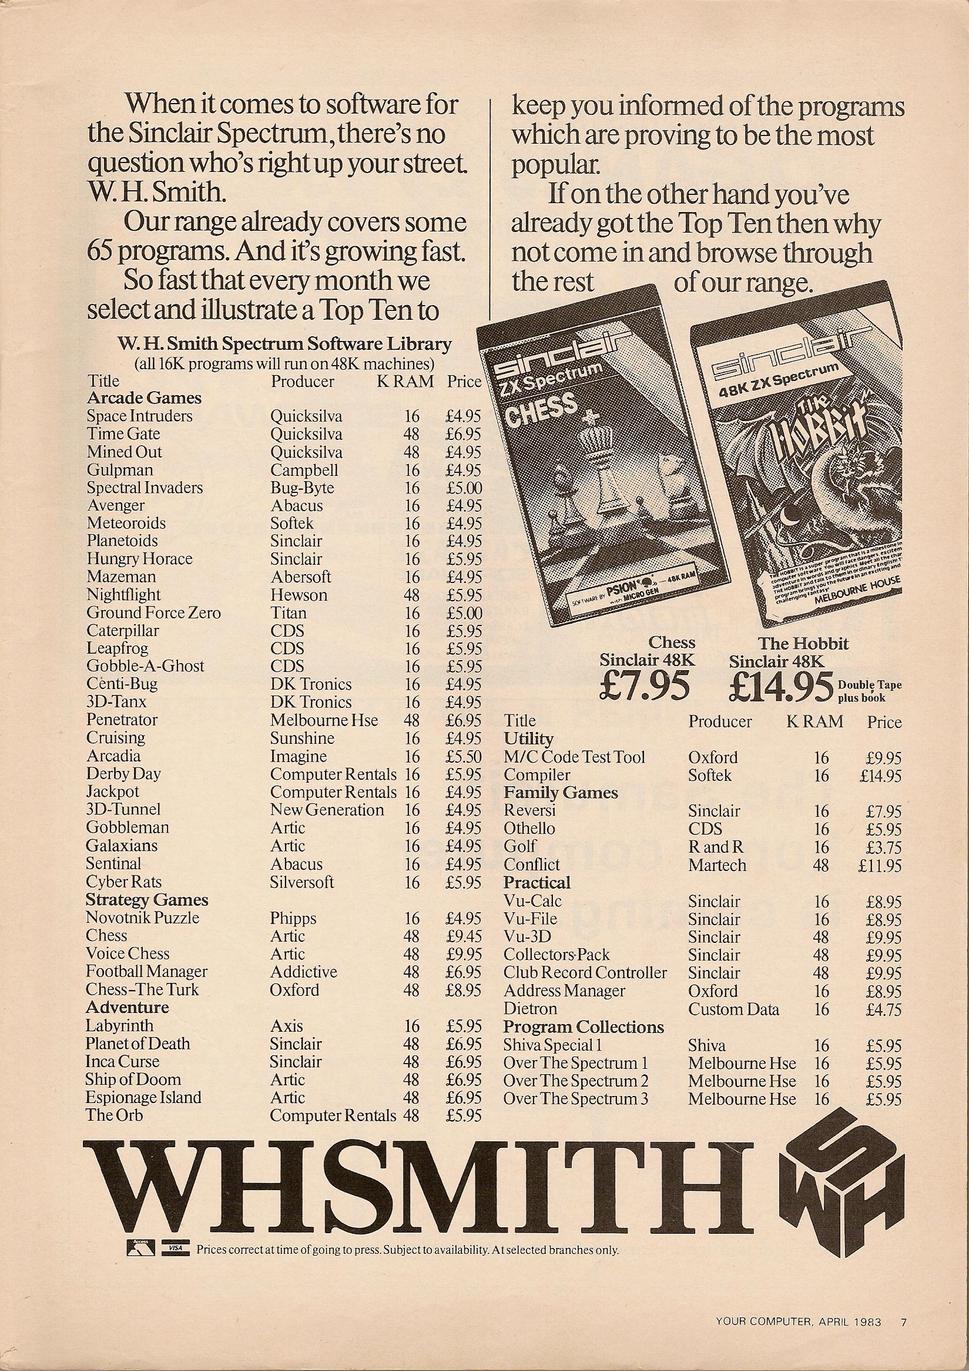 When it comes to software for
the Sinclair Spectrum, there's no
question who's right up your street.
W.H. Smith.
Our range already covers some
65 programs. And it's growing fast.
So fast that every month we
select and illustrate a Top Ten to
keep you informed of the programs
which are proving to be the most
popular.
If on the other hand you've
already got the Top Ten then why
not come in and browse through
the rest of our range.
W. H. Smith Spectrum Software Library
(all 16K programs will run on 48K machines)
Title Producer K RAM Price
Arcade Games
Space Intruders Quicksilva 16 £4.95
Time Gate Quicksilva 48 £6.95
Mined Out Quicksilva 48 £4.95
Gulpman Campbell 16 £4.95
Spectral Invaders Bug-Byte 16 £5.00
Avenger Abacus 16 £4.95
Meteoroids Softek 16 £4.95
Planetoids Sinclair 16 £4.95
Hungry Horace Sinclair 16 £5.95
Mazeman Abersoft 16 £4.95
Nightflight Hewson 48 £5.95
Ground Force Zero Titan 16 £5.00
Caterpillar CDS 16 £5.95
Leapfrog CDS 16 £5.95
Gobble-A-Ghost CDS 16 £5.95
Centi-Bug DK Tronics 16 £4.95
3D-Tanx DK Tronics 16 £4.95
Penetrator Melbourne Hse 48 £6.95
Cruising Sunshine 16 £4.95
Arcadia Imagine 16 £5.50
Derby Day Computer Rentals 16 £5.95
Jackpot Computer Rentals 16 £4.95
3D-Tunnel New Generation 16 £4.95
Gobbleman Artic 16 £4.95
Galaxians Artic 16 £4.95
Sentinal Abacus 16 £4.95
Cyber Rats Silversoft 16 £5.95
Strategy Games
Novotnik Puzzle Phipps 16 £4.95
Chess Artic 48 £9.45
Voice Chess Artic 48 £9.95
Football Manager Addictive 48 £6.95
Chess-The Turk Oxford 48 £8.95
Adventure
Labyrinth Axis 16 £5.95
Planet of Death Sinclair 48 £6.95
Inca Curse Sinclair 48 £6.95
Ship of Doom Artic 48 £6.95
Espionage Island Artic 48 £6.95
The Orb Computer Rentals 48 £5.95
sinclair
ZX Spectrum
CHESS
SOFTWARE BY PSION WITH MICRO GEN — 48K RAM
sinclair
48K ZX Spectrum
THE
HOBBIT
MELBOURNE HOUSE
Chess
Sinclair 48K
£7.95
The Hobbit
Sinclair 48K
£14.95 Double Tape
plus book
Title Producer K RAM Price
Utility
M/C Code Test Tool Oxford 16 £9.95
Compiler Softek 16 £14.95
Family Games
Reversi Sinclair 16 £7.95
Othello CDS 16 £5.95
Golf R and R 16 £3.75
Conflict Martech 48 £11.95
Practical
Vu-Calc Sinclair 16 £8.95
Vu-File Sinclair 16 £8.95
Vu-3D Sinclair 48 £9.95
Collectors Pack Sinclair 48 £9.95
Club Record Controller Sinclair 48 £9.95
Address Manager Oxford 16 £8.95
Dietron Custom Data 16 £4.75
Program Collections
Shiva Special 1 Shiva 16 £5.95
Over The Spectrum 1 Melbourne Hse 16 £5.95
Over The Spectrum 2 Melbourne Hse 16 £5.95
Over The Spectrum 3 Melbourne Hse 16 £5.95
WHSMITH
WHS
Access VISA Prices correct at time of going to press. Subject to availability. At selected branches only.
YOUR COMPUTER, APRIL 1983 7